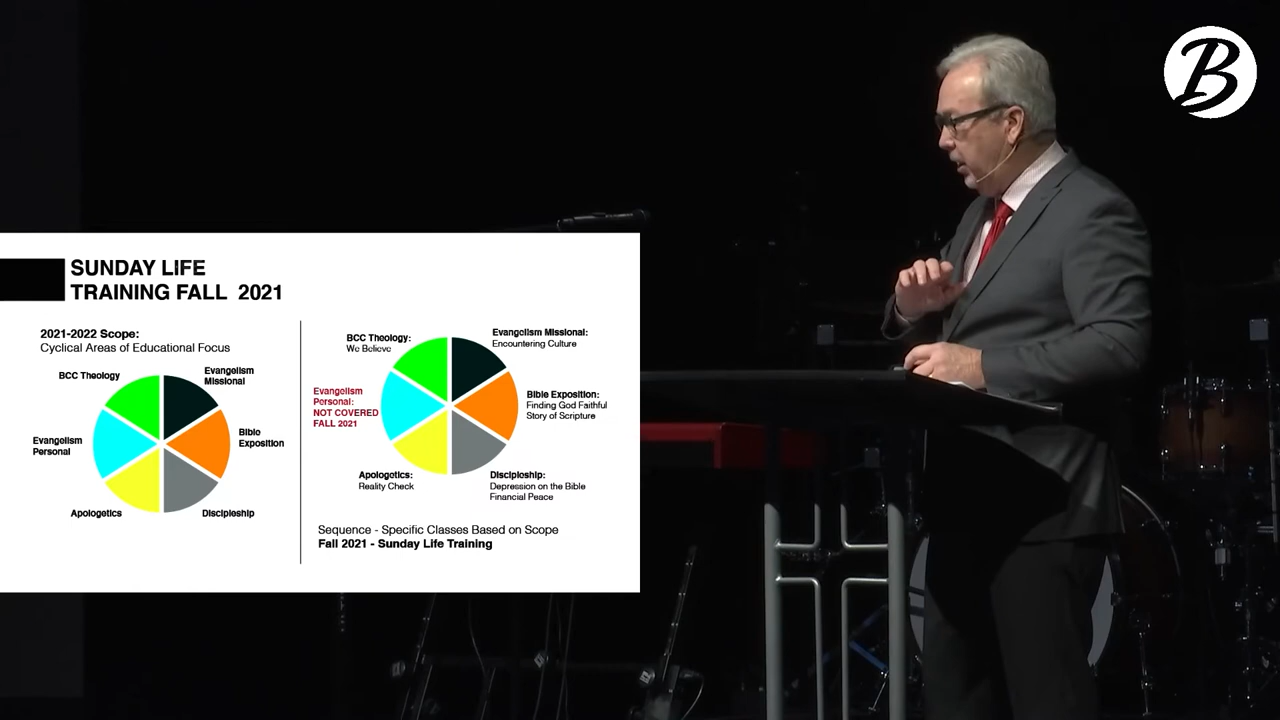 B
SUNDAY LIFE
TRAINING FALL 2021
2021-2022 Scope:
Cyclical Areas of Educational Focus
BCC Theology
Evangelism
Missional
Evangelism
Personal
Bible
Exposition
Apologetics
Discipleship
BCC Theology:
We Believe
Evangelism Missional:
Encountering Culture
Evangelism
Personal:
NOT COVERED
FALL 2021
Bible Exposition:
Finding God Faithful
Story of Scripture
Apologetics:
Reality Check
Discipleship:
Depression on the Bible
Financial Peace
Sequence - Specific Classes Based on Scope
Fall 2021 - Sunday Life Training